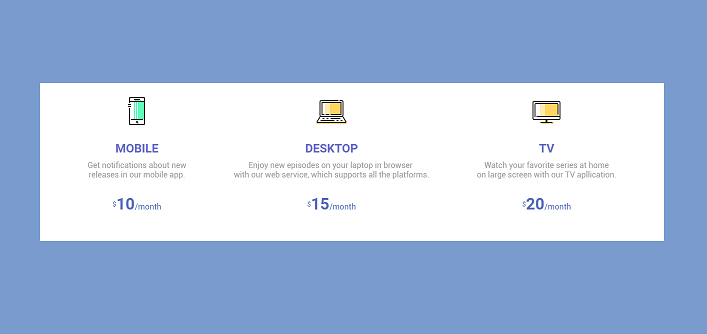 MOBILE
Get notifications about new
releases in our mobile app.
$10/month
DESKTOP
Enjoy new episodes on your laptop in browser
with our web service, which supports all the platforms.
$15/month
TV
Watch your favorite series at home
on large screen with our TV apllication.
$20/month